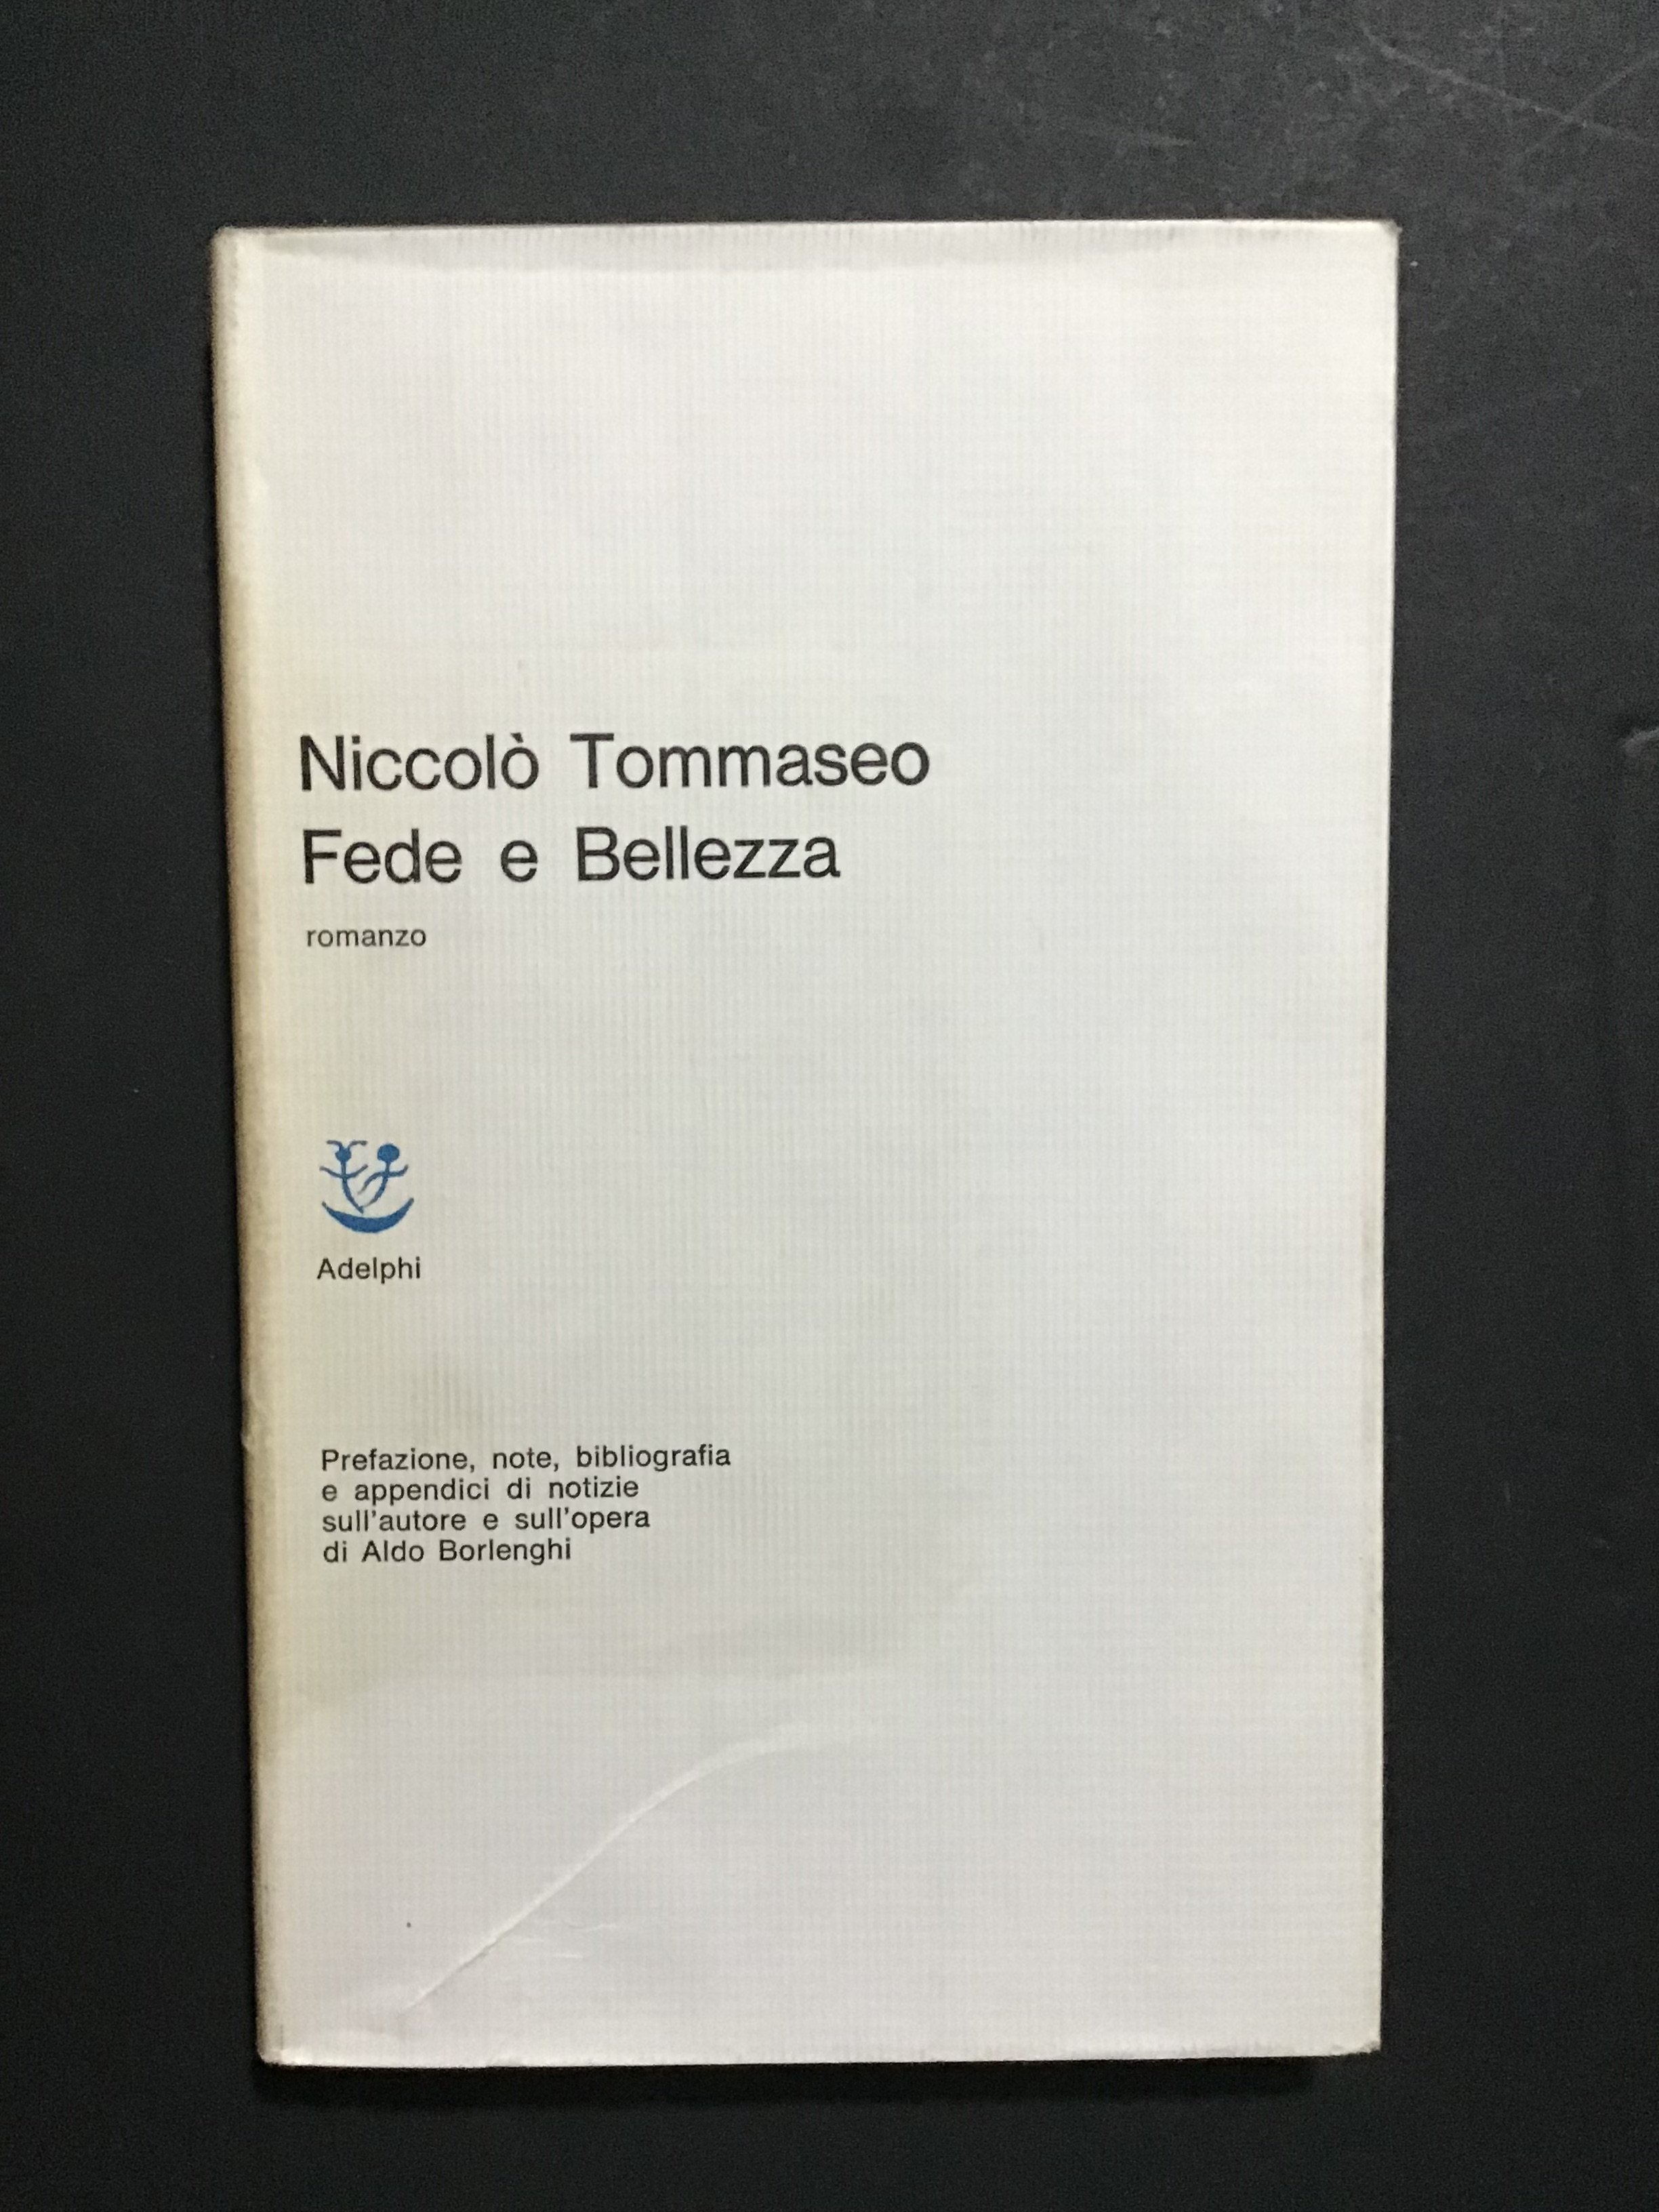 Niccolò Tommaseo
Fede e Bellezza
romanzo
Adelphi
Prefazione, note, bibliografia
e appendici di notizie
sull'autore e sull'opera
di Aldo Borlenghi